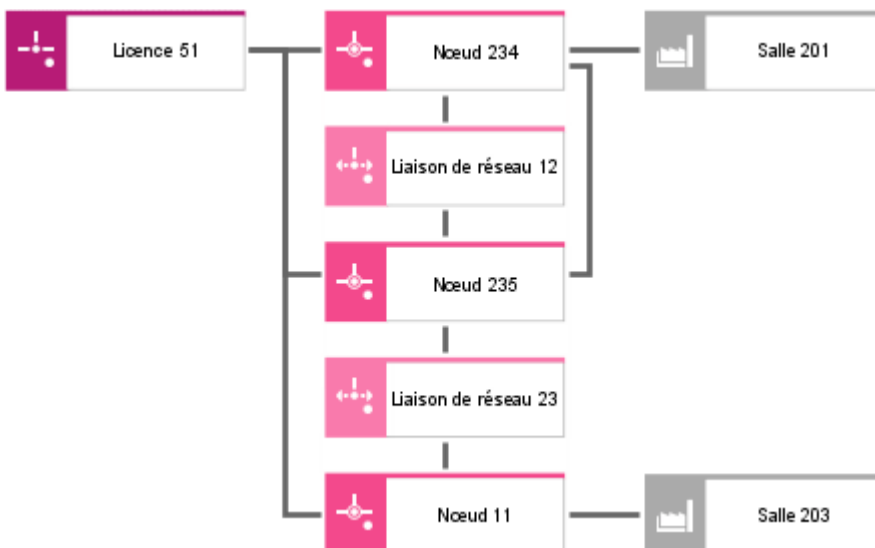 Licence 51
Nœud 234
Salle 201
Liaison de réseau 12
Nœud 235
Liaison de réseau 23
Nœud 11
Salle 203